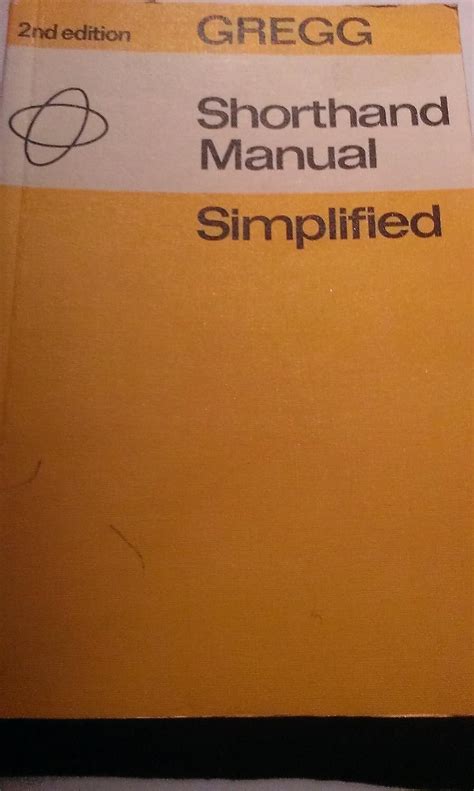 2nd edition GREGG
Shorthand
Manual
Simplified